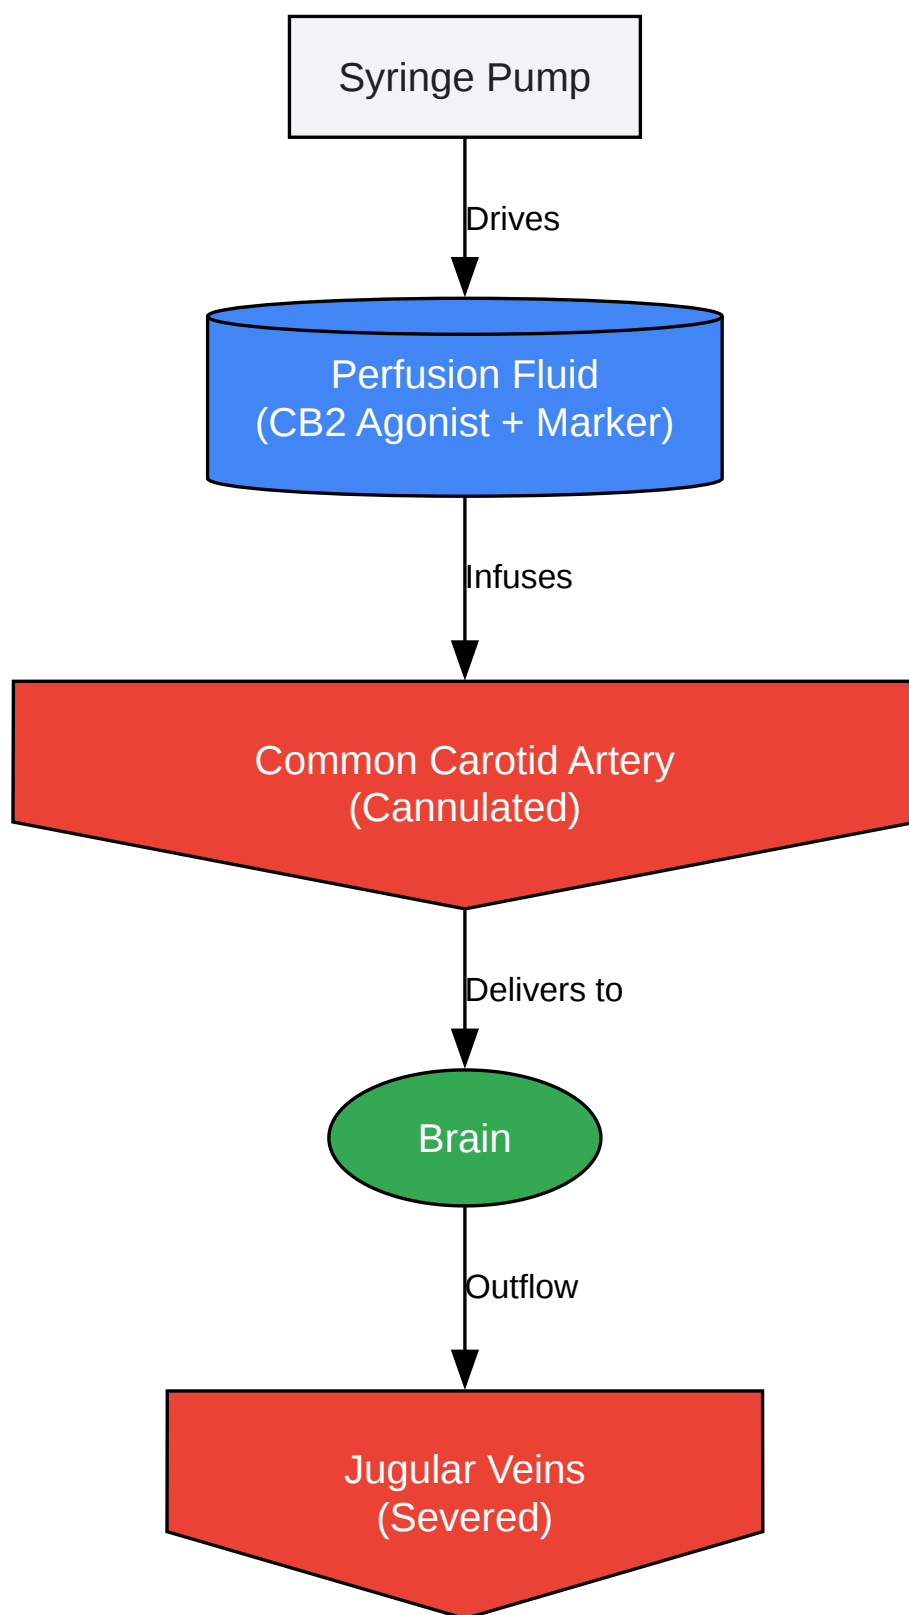 Syringe Pump
Drives
Perfusion Fluid
(CB2 Agonist + Marker)
Infuses
Common Carotid Artery
(Cannulated)
Delivers to
Brain
Outflow
Jugular Veins
(Severed)